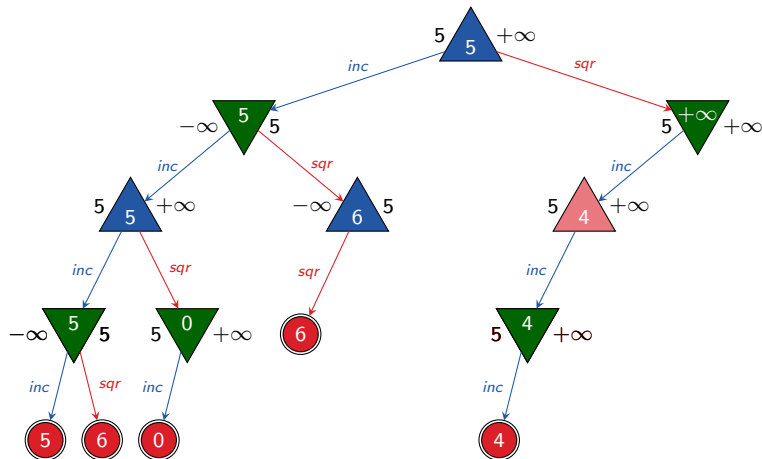 5 5 +∞
inc sqr
−∞ 5 5
5 +∞ +∞
inc sqr inc
5 5 +∞
−∞ 6 5
5 4 +∞
inc sqr sqr inc
−∞ 5 5
5 0 +∞
6
5 4 +∞
inc sqr inc inc
5 6 0 4